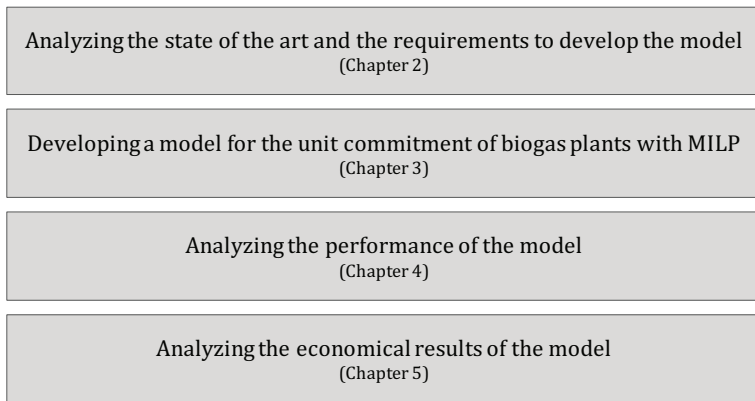 Analyzing the state of the art and the requirements to develop the model
(Chapter 2)
Developing a model for the unit commitment of biogas plants with MILP
(Chapter 3)
Analyzing the performance of the model
(Chapter 4)
Analyzing the economical results of the model
(Chapter 5)